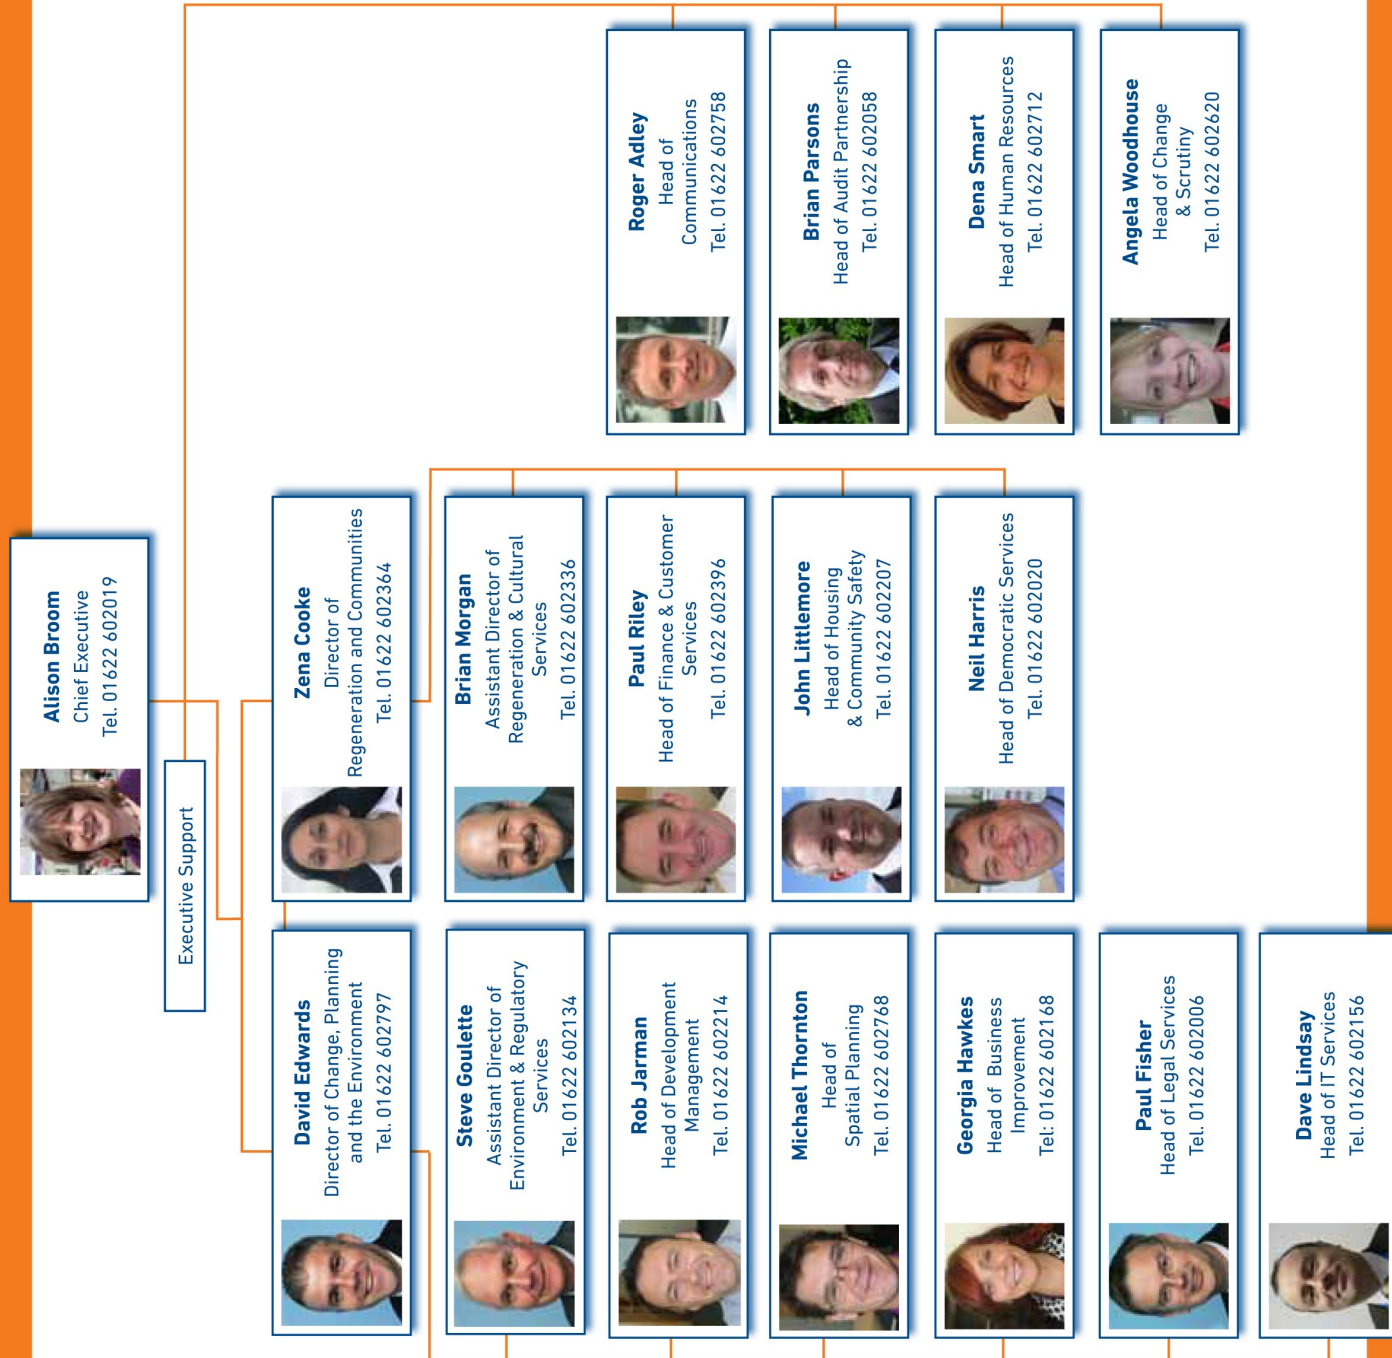 Alison Broom
Chief Executive
Tel. 01622 602019
Executive Support
David Edwards
Director of Change, Planning
and the Environment
Tel. 01622 602797
Steve Goulette
Assistant Director of
Environment & Regulatory
Services
Tel. 01622 602134
Rob Jarman
Head of Development
Management
Tel. 01622 602214
Michael Thornton
Head of
Spatial Planning
Tel. 01622 602768
Georgia Hawkes
Head of Business
Improvement
Tel: 01622 602168
Paul Fisher
Head of Legal Services
Tel. 01622 602006
Dave Lindsay
Head of IT Services
Tel. 01622 602156
Zena Cooke
Director of
Regeneration and Communities
Tel. 01622 602364
Brian Morgan
Assistant Director of
Regeneration & Cultural
Services
Tel. 01622 602336
Paul Riley
Head of Finance & Customer
Services
Tel. 01622 602396
John Littlemore
Head of Housing
& Community Safety
Tel. 01622 602207
Neil Harris
Head of Democratic Services
Tel. 01622 602020
Roger Adley
Head of
Communications
Tel. 01622 602758
Brian Parsons
Head of Audit Partnership
Tel. 01622 602058
Dena Smart
Head of Human Resources
Tel. 01622 602712
Angela Woodhouse
Head of Change
& Scrutiny
Tel. 01622 602620